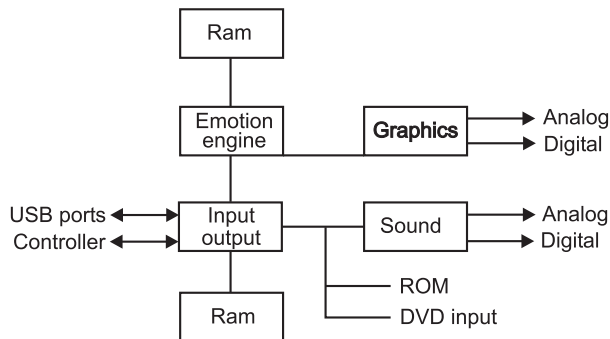 Ram
Emotion
engine
Graphics
Analog
Digital
USB ports
Controller
Input
output
Sound
Analog
Digital
ROM
DVD input
Ram